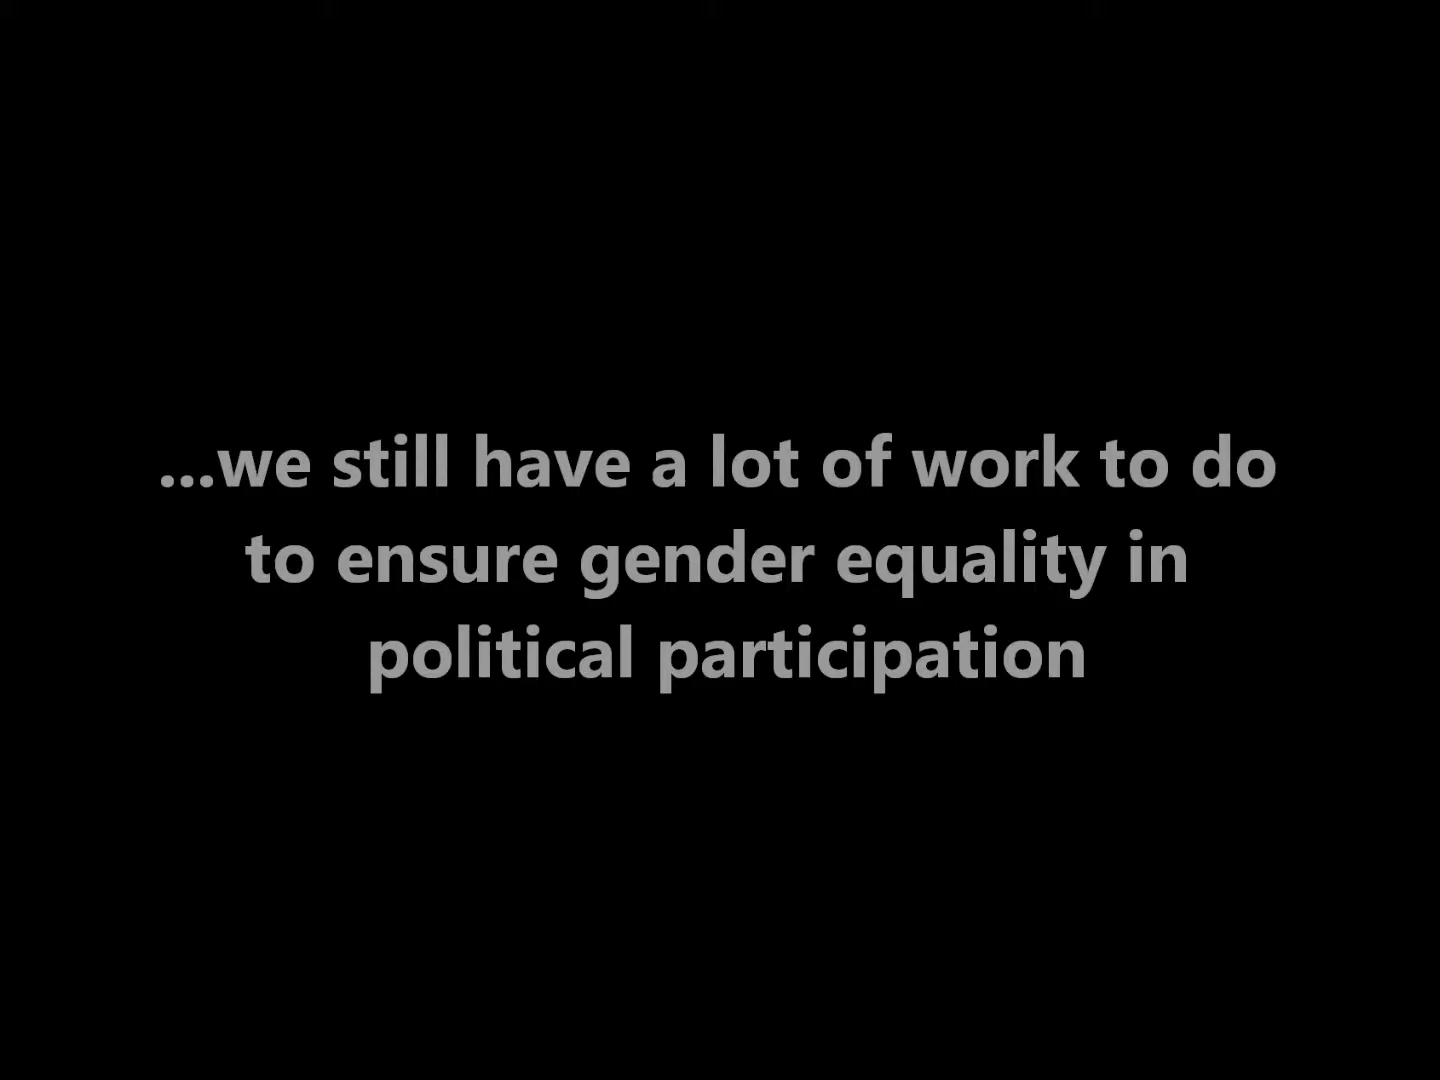 ...we still have a lot of work to do
to ensure gender equality in
political participation